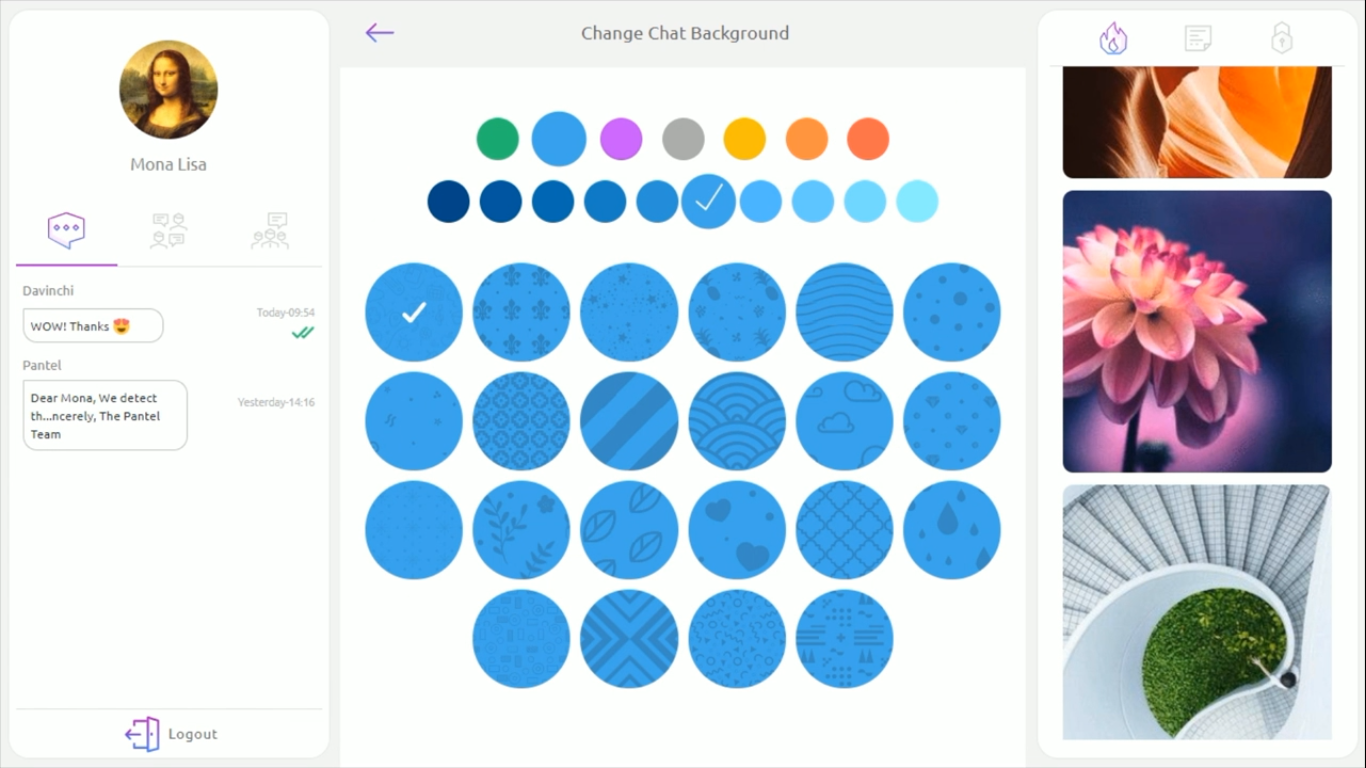 Change Chat Background
Mona Lisa
Davinchi
WOW! Thanks 😍
Today-09:54
Pantel
Dear Mona, We detect
th...ncerely, The Pantel
Team
Yesterday-14:16
Logout